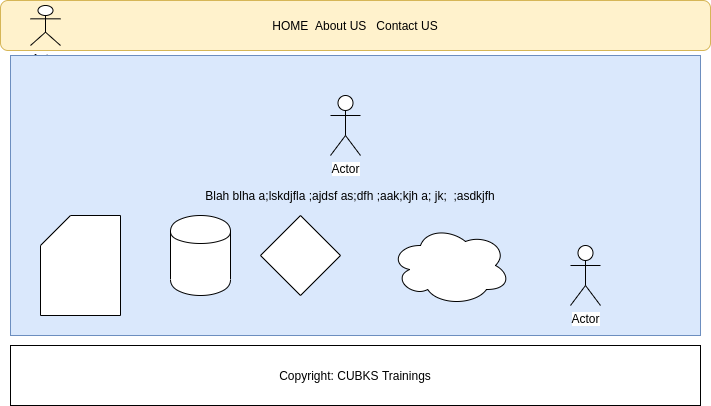 HOME  About US   Contact US
Actor
Blah blha a;lskdjfla ;ajdsf as;dfh ;aak;kjh a; jk;  ;asdkjfh
Actor
Copyright: CUBKS Trainings